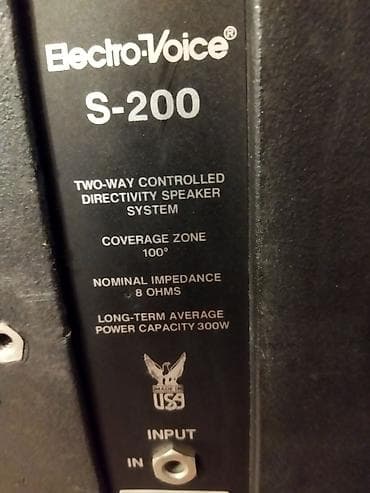 Electro-Voice®
S-200
TWO-WAY CONTROLLED
DIRECTIVITY SPEAKER
SYSTEM
COVERAGE ZONE
100°
NOMINAL IMPEDANCE
8 OHMS
LONG-TERM AVERAGE
POWER CAPACITY 300W
MADE IN
USA
INPUT
IN